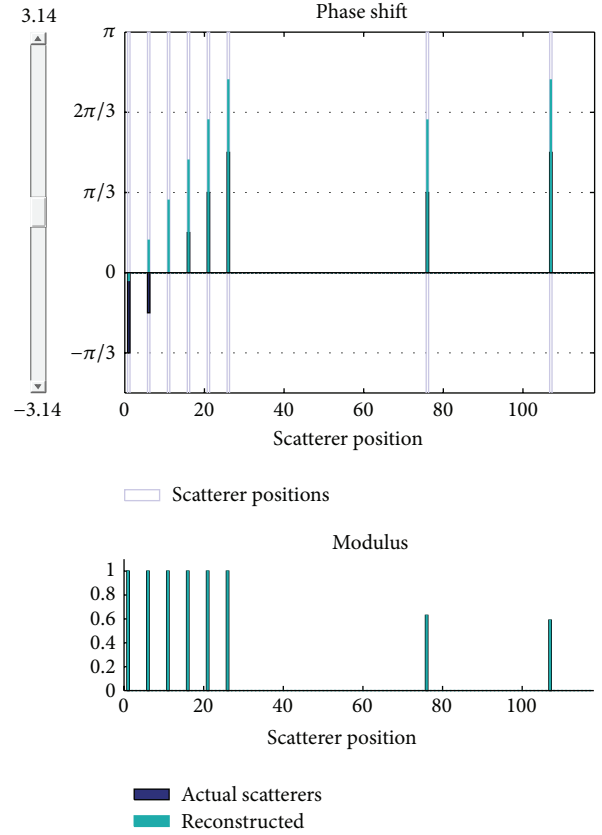 3.14
Phase shift
π
2π/3
π/3
0
−π/3
−3.14
0 20 40 60 80 100
Scatterer position
Scatterer positions
Modulus
1
0.8
0.6
0.4
0.2
0
0 20 40 60 80 100
Scatterer position
Actual scatterers
Reconstructed